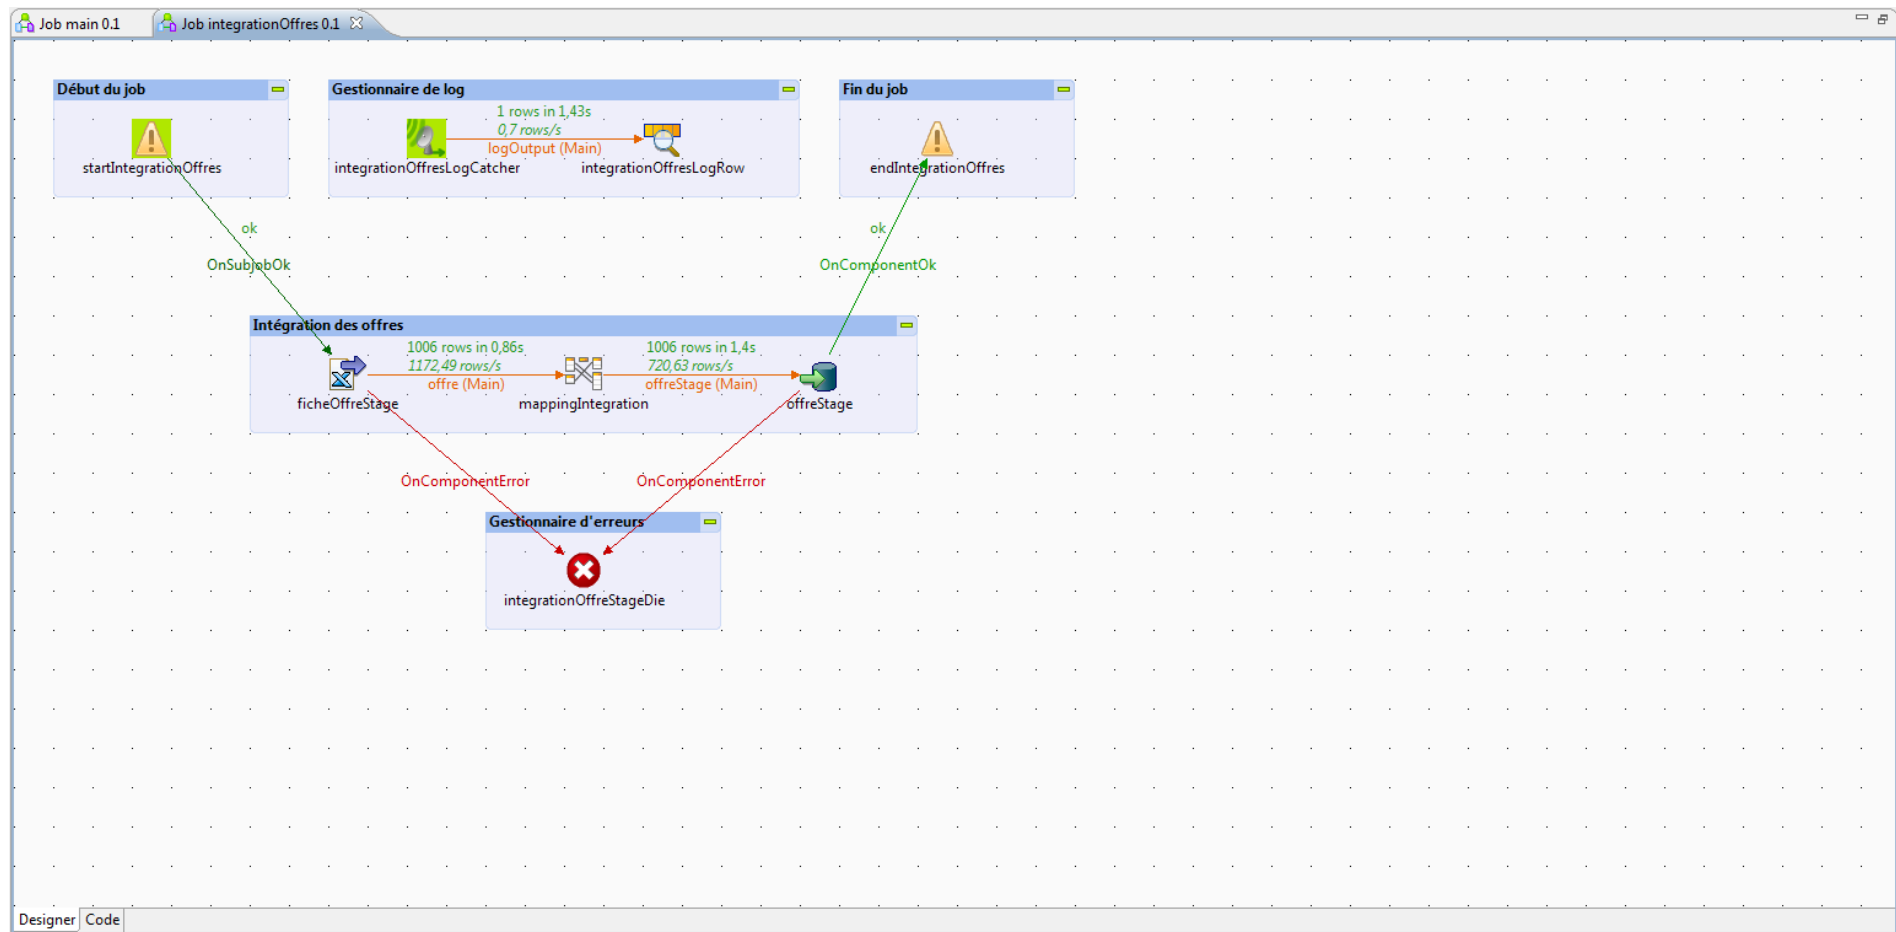 Job main 0.1
Job integrationOffres 0.1
Début du job
Gestionnaire de log
Fin du job
1 rows in 1,43s
0,7 rows/s
logOutput (Main)
startIntegrationOffres
integrationOffresLogCatcher
integrationOffresLogRow
endIntegrationOffres
ok
ok
OnSubjobOk
OnComponentOk
Intégration des offres
1006 rows in 0,86s
1172,49 rows/s
offre (Main)
1006 rows in 1,4s
720,63 rows/s
offreStage (Main)
ficheOffreStage
mappingIntegration
offreStage
OnComponentError
OnComponentError
Gestionnaire d'erreurs
integrationOffreStageDie
Designer
Code